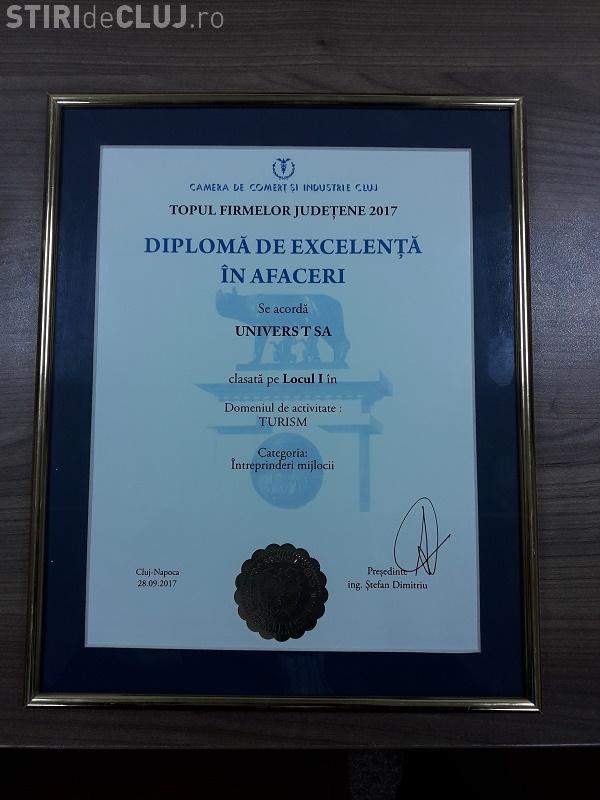 STIRIdeCLUJ.ro
CAMERA DE COMERT SI INDUSTRIE CLUJ
TOPUL FIRMELOR JUDEȚENE 2017
DIPLOMĂ DE EXCELENȚĂ
ÎN AFACERI
Se acordă
UNIVERS T SA
clasată pe Locul I în
Domeniul de activitate :
TURISM
Categoria:
Întreprinderi mijlocii
Cluj-Napoca
28.09.2017
Președinte
ing. Ștefan Dimitriu